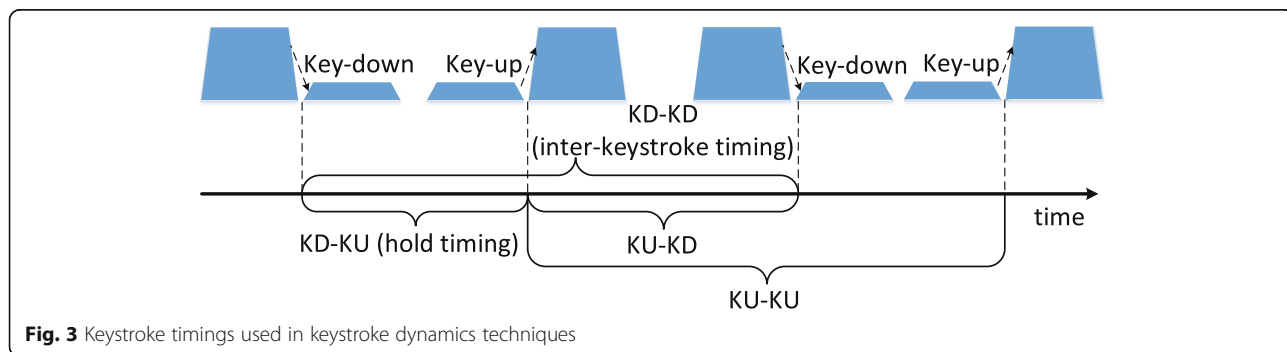 Key-down
Key-up
Key-down
Key-up
KD-KD
(inter-keystroke timing)
time
KD-KU (hold timing)
KU-KD
KU-KU
Fig. 3 Keystroke timings used in keystroke dynamics techniques